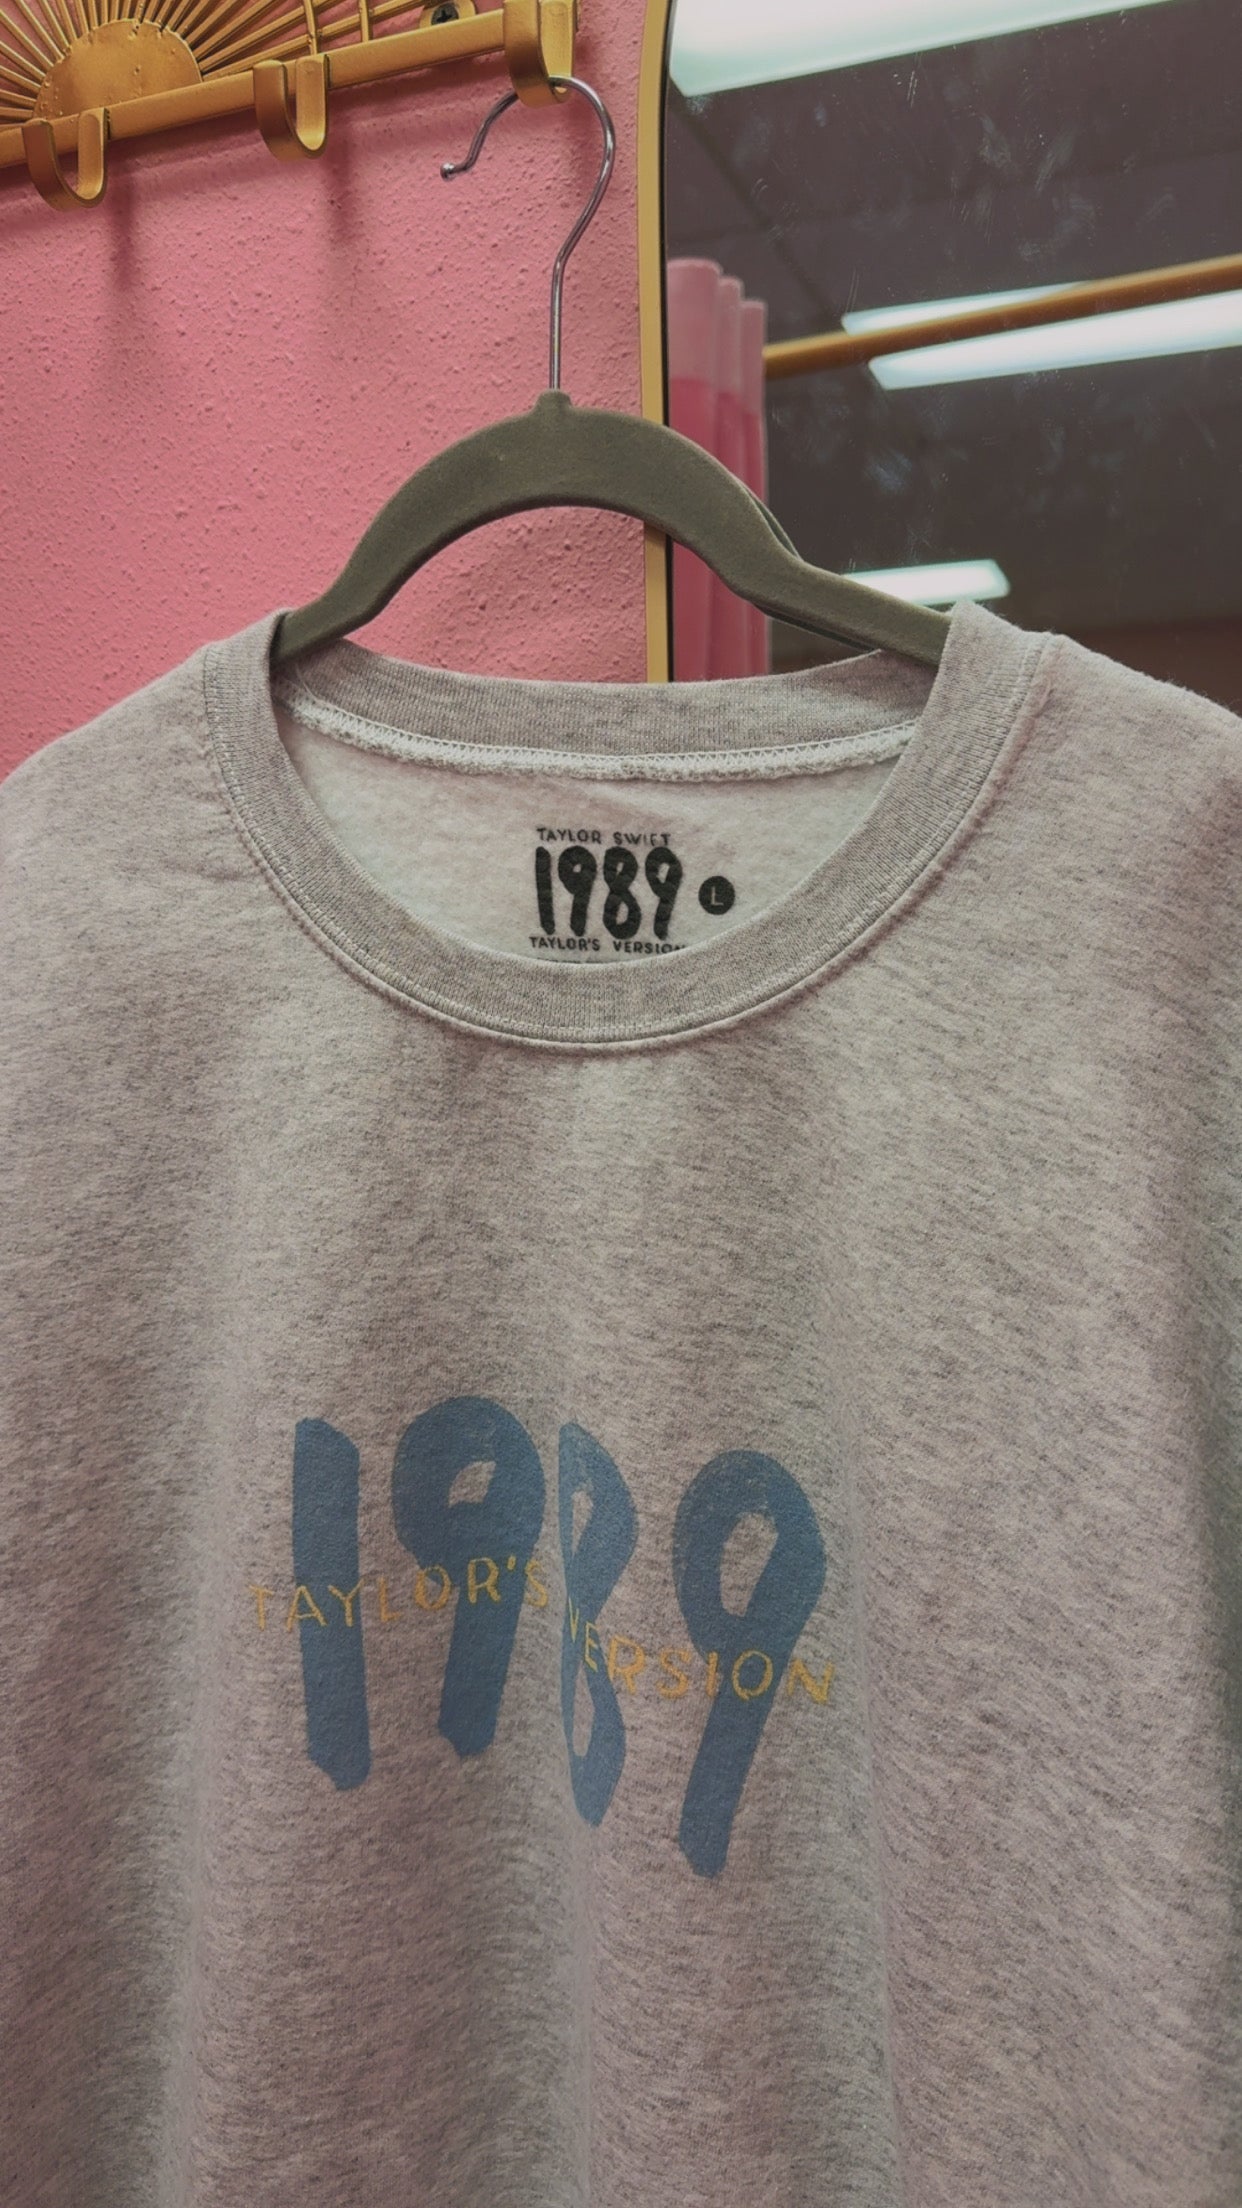 TAYLOR SWIFT
1989
L
TAYLOR'S VERSION
1989
TAYLOR'S VERSION